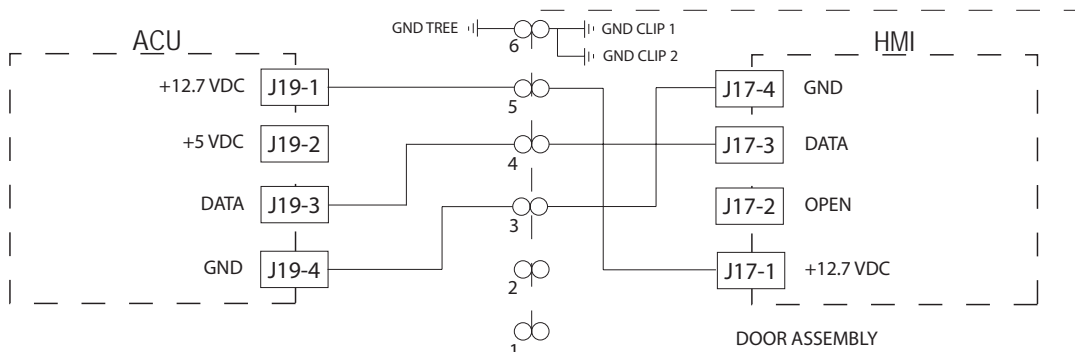 GND TREE
6
GND CLIP 1
GND CLIP 2
ACU
HMI
+12.7 VDC J19-1
5
J17-4 GND
+5 VDC J19-2
4
J17-3 DATA
DATA J19-3
3
J17-2 OPEN
GND J19-4
2
J17-1 +12.7 VDC
1
DOOR ASSEMBLY